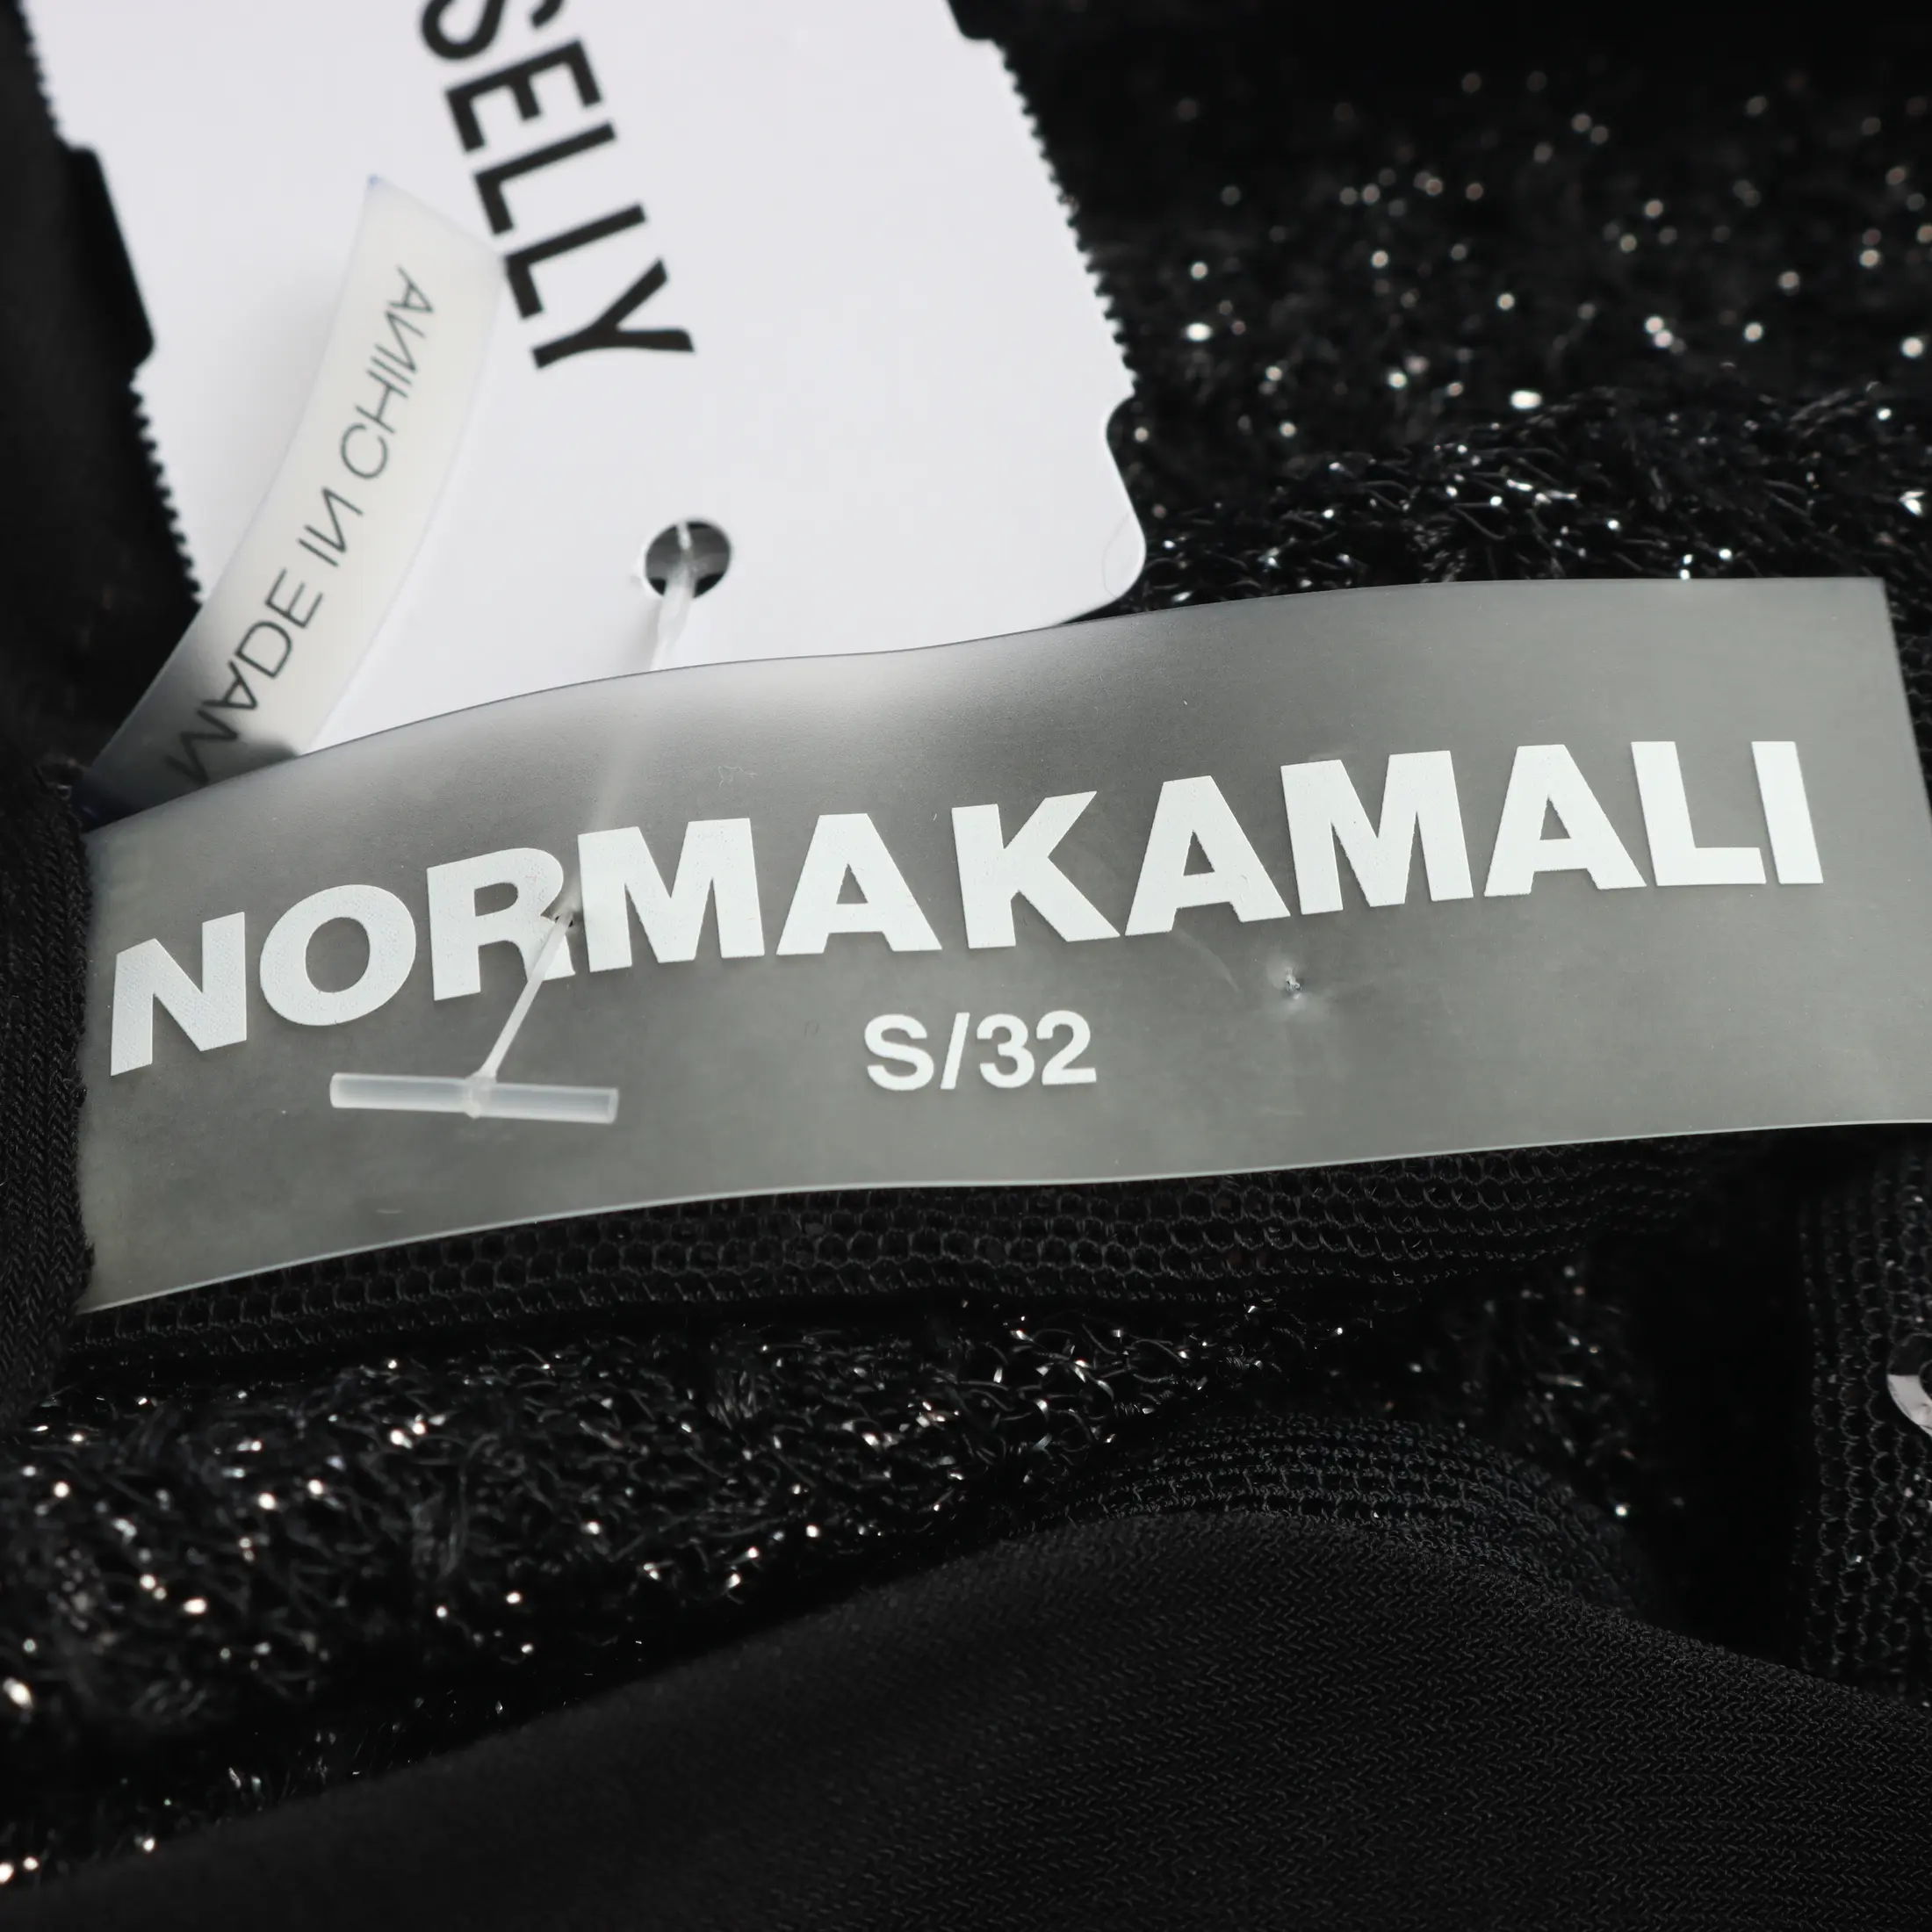 SELLY
MADE IN CHINA
NORMAKAMALI
S/32